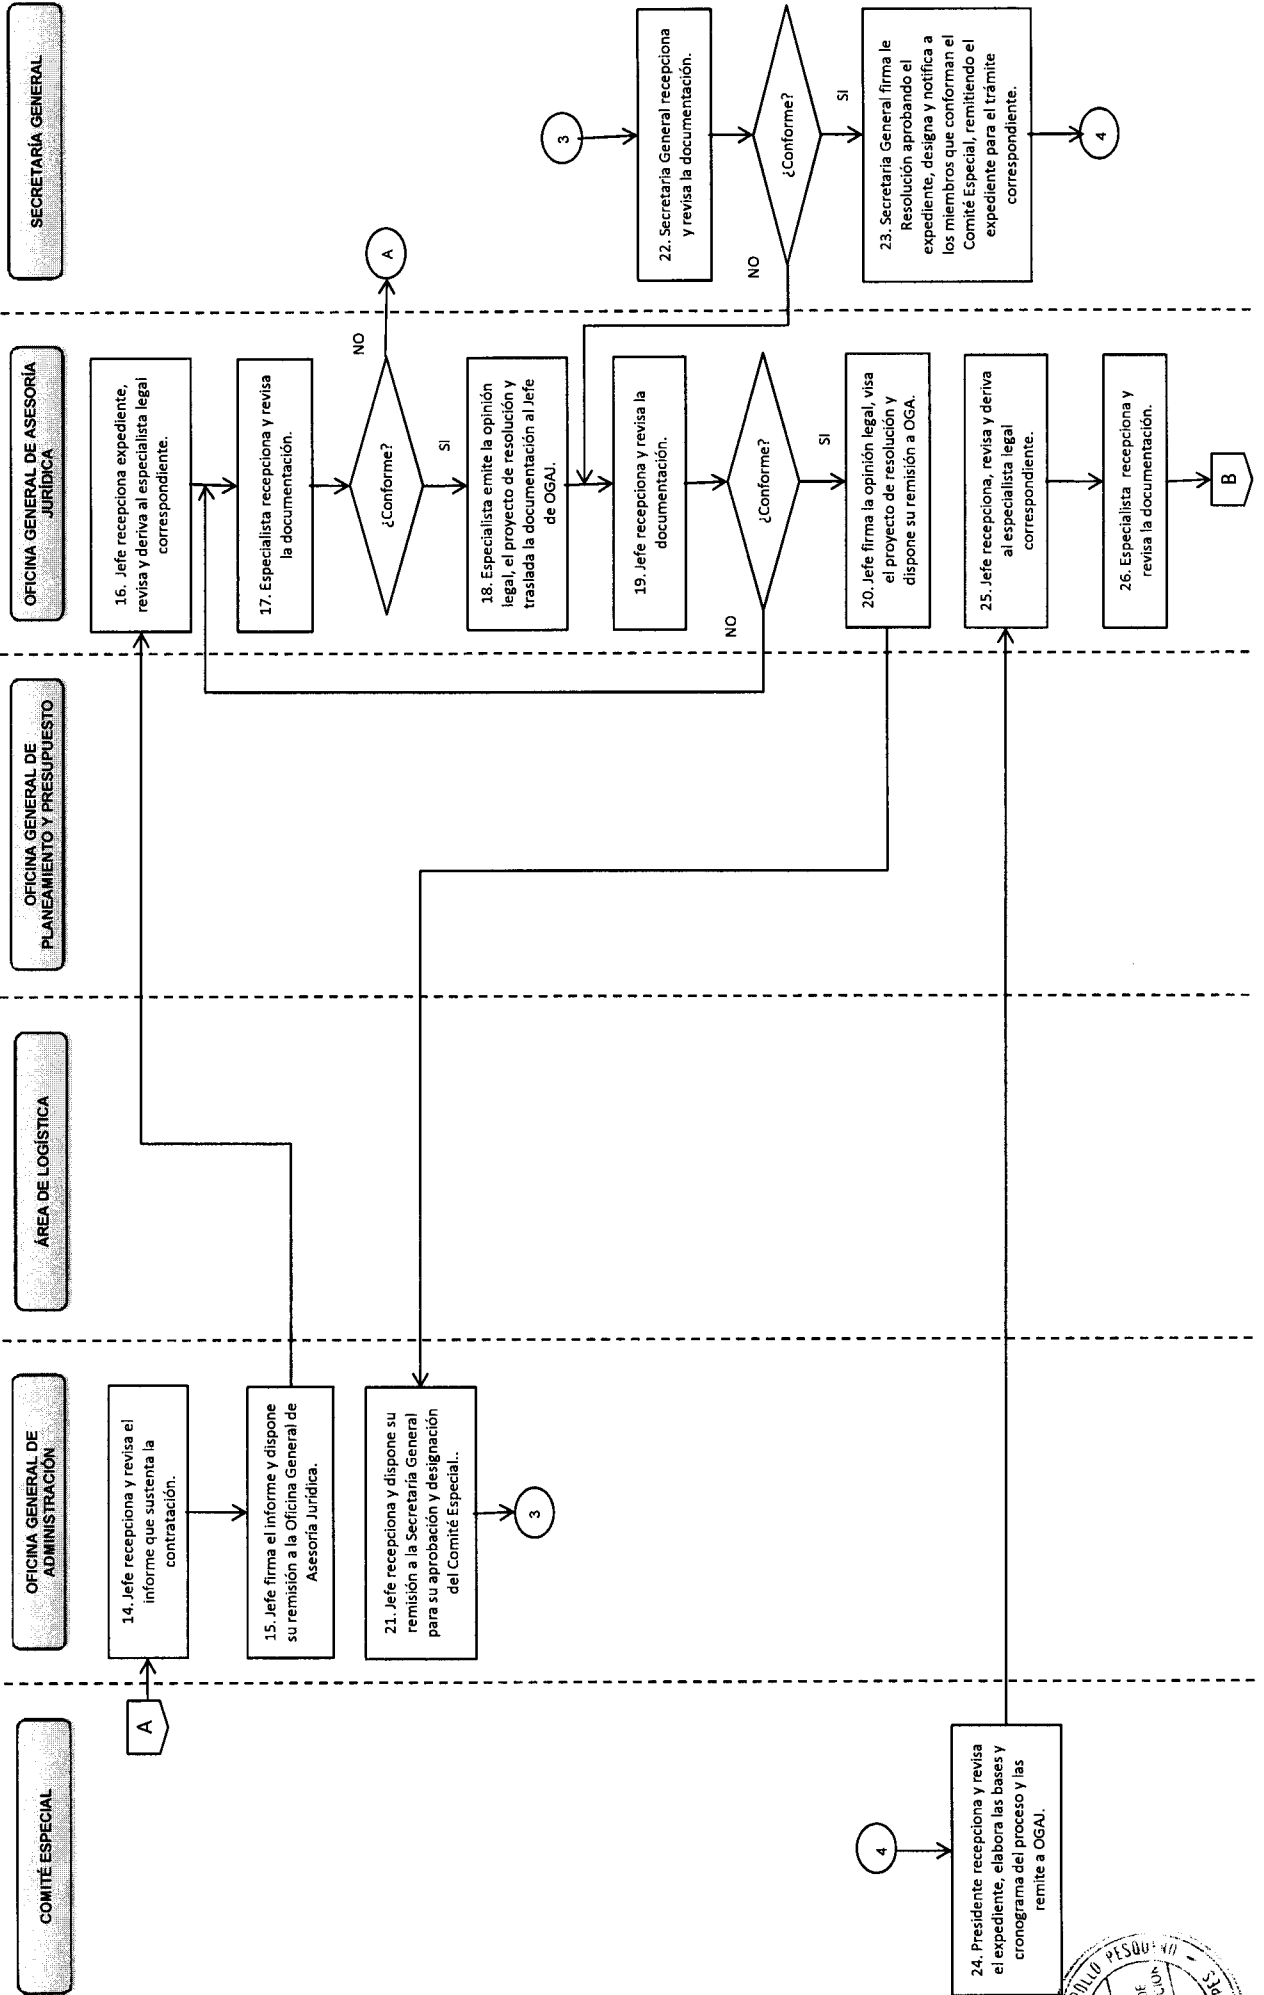 COMITÉ ESPECIAL
OFICINA GENERAL DE
ADMINISTRACIÓN
ÁREA DE LOGÍSTICA
OFICINA GENERAL DE
PLANEAMIENTO Y PRESUPUESTO
OFICINA GENERAL DE ASESORÍA
JURÍDICA
SECRETARÍA GENERAL
A
14. Jefe recepciona y revisa el
informe que sustenta la
contratación.
15. Jefe firma el informe y dispone
su remisión a la Oficina General de
Asesoría Jurídica.
16. Jefe recepciona expediente,
revisa y deriva al especialista legal
correspondiente.
17. Especialista recepciona y revisa
la documentación.
¿Conforme?
NO
A
SI
18. Especialista emite la opinión
legal, el proyecto de resolución y
traslada la documentación al Jefe
de OGAJ.
19. Jefe recepciona y revisa la
documentación.
¿Conforme?
NO
SI
20. Jefe firma la opinión legal, visa
el proyecto de resolución y
dispone su remisión a OGA.
21. Jefe recepciona y dispone su
remisión a la Secretaria General
para su aprobación y designación
del Comité Especial..
3
3
22. Secretaria General recepciona
y revisa la documentación.
¿Conforme?
NO
SI
23. Secretaria General firma le
Resolución aprobando el
expediente, designa y notifica a
los miembros que conforman el
Comité Especial, remitiendo el
expediente para el trámite
correspondiente.
4
4
24. Presidente recepciona y revisa
el expediente, elabora las bases y
cronograma del proceso y las
remite a OGAJ.
25. Jefe recepciona, revisa y deriva
al especialista legal
correspondiente.
26. Especialista recepciona y
revisa la documentación.
B